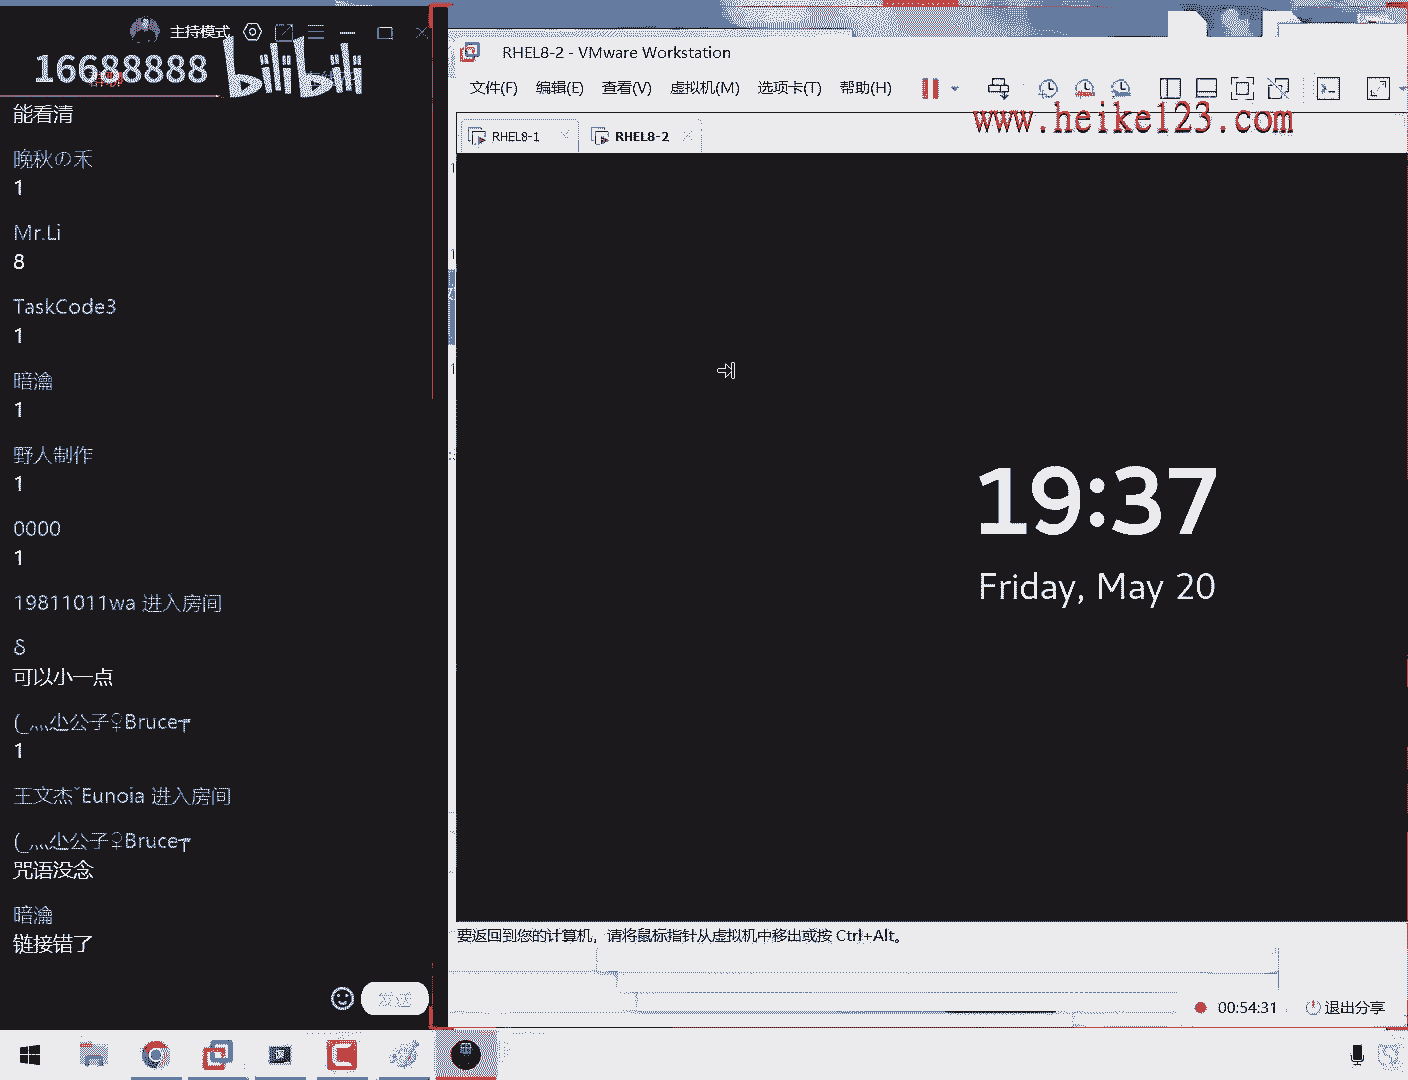 主持模式
16688888 bilibili
能看清
晚秋の禾
1
Mr.Li
8
TaskCode3
1
暗瀹
1
野人制作
1
0000
1
19811011wa 进入房间
δ
可以小一点
公子♀Bruce
1
王文杰ˇEunoia 进入房间
公子♀Bruce
咒语没念
暗瀹
链接错了
发送
RHEL8-2 - VMware Workstation
文件(F) 编辑(E) 查看(V) 虚拟机(M) 选项卡(T) 帮助(H)
www.heike123.com
RHEL8-1
RHEL8-2
19:37
Friday, May 20
要返回到您的计算机，请将鼠标指针从虚拟机中移出或按 Ctrl+Alt。
00:54:31 退出分享